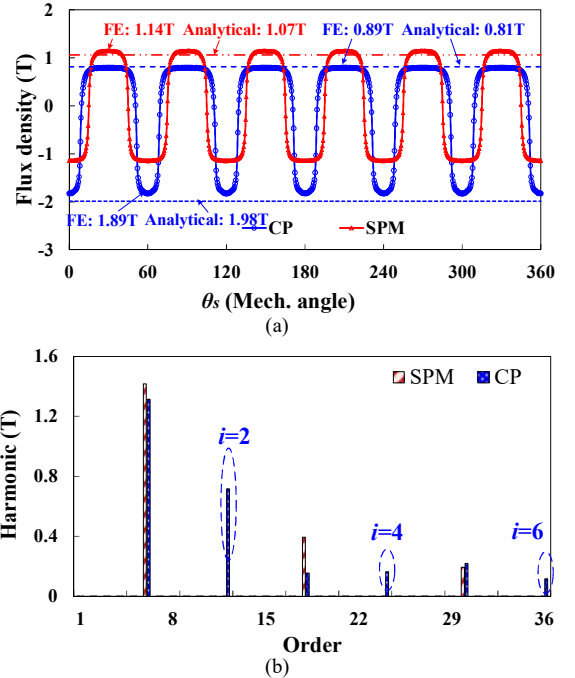 FE: 1.14T Analytical: 1.07T FE: 0.89T Analytical: 0.81T
3
2
1
0
-1
-2
-3
Flux density (T)
FE: 1.89T Analytical: 1.98T
CP SPM
0 60 120 180 240 300 360
θs (Mech. angle)
(a)
1.6
1.2
0.8
0.4
0
Harmonic (T)
SPM CP
i=2
i=4
i=6
1 8 15 22 29 36
Order
(b)